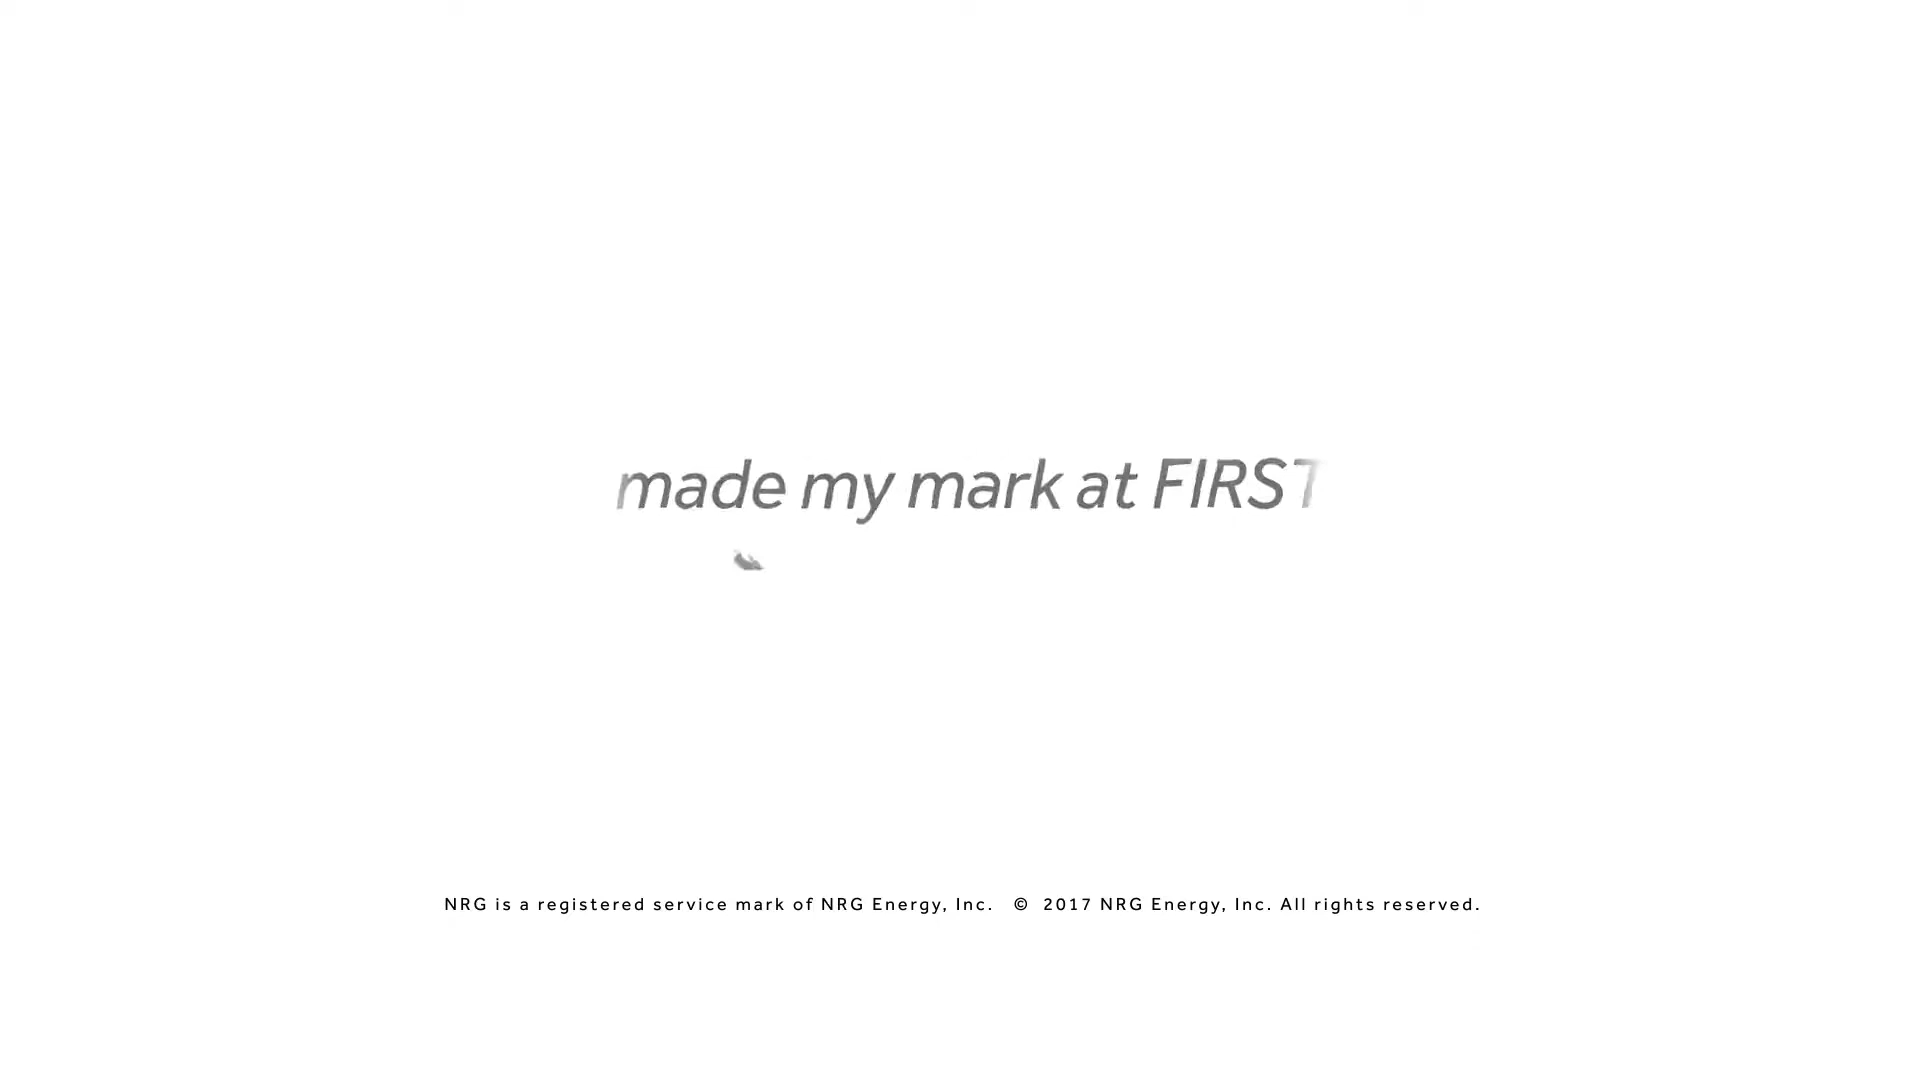 made my mark at FIRST
NRG is a registered service mark of NRG Energy, Inc. © 2017 NRG Energy, Inc. All rights reserved.